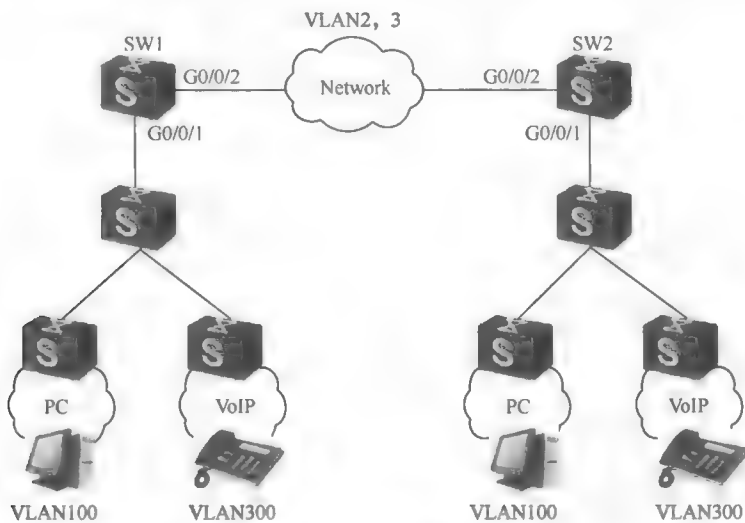 VLAN2, 3
SW1
SW2
G0/0/2
Network
G0/0/2
G0/0/1
G0/0/1
PC
VoIP
PC
VoIP
VLAN100
VLAN300
VLAN100
VLAN300